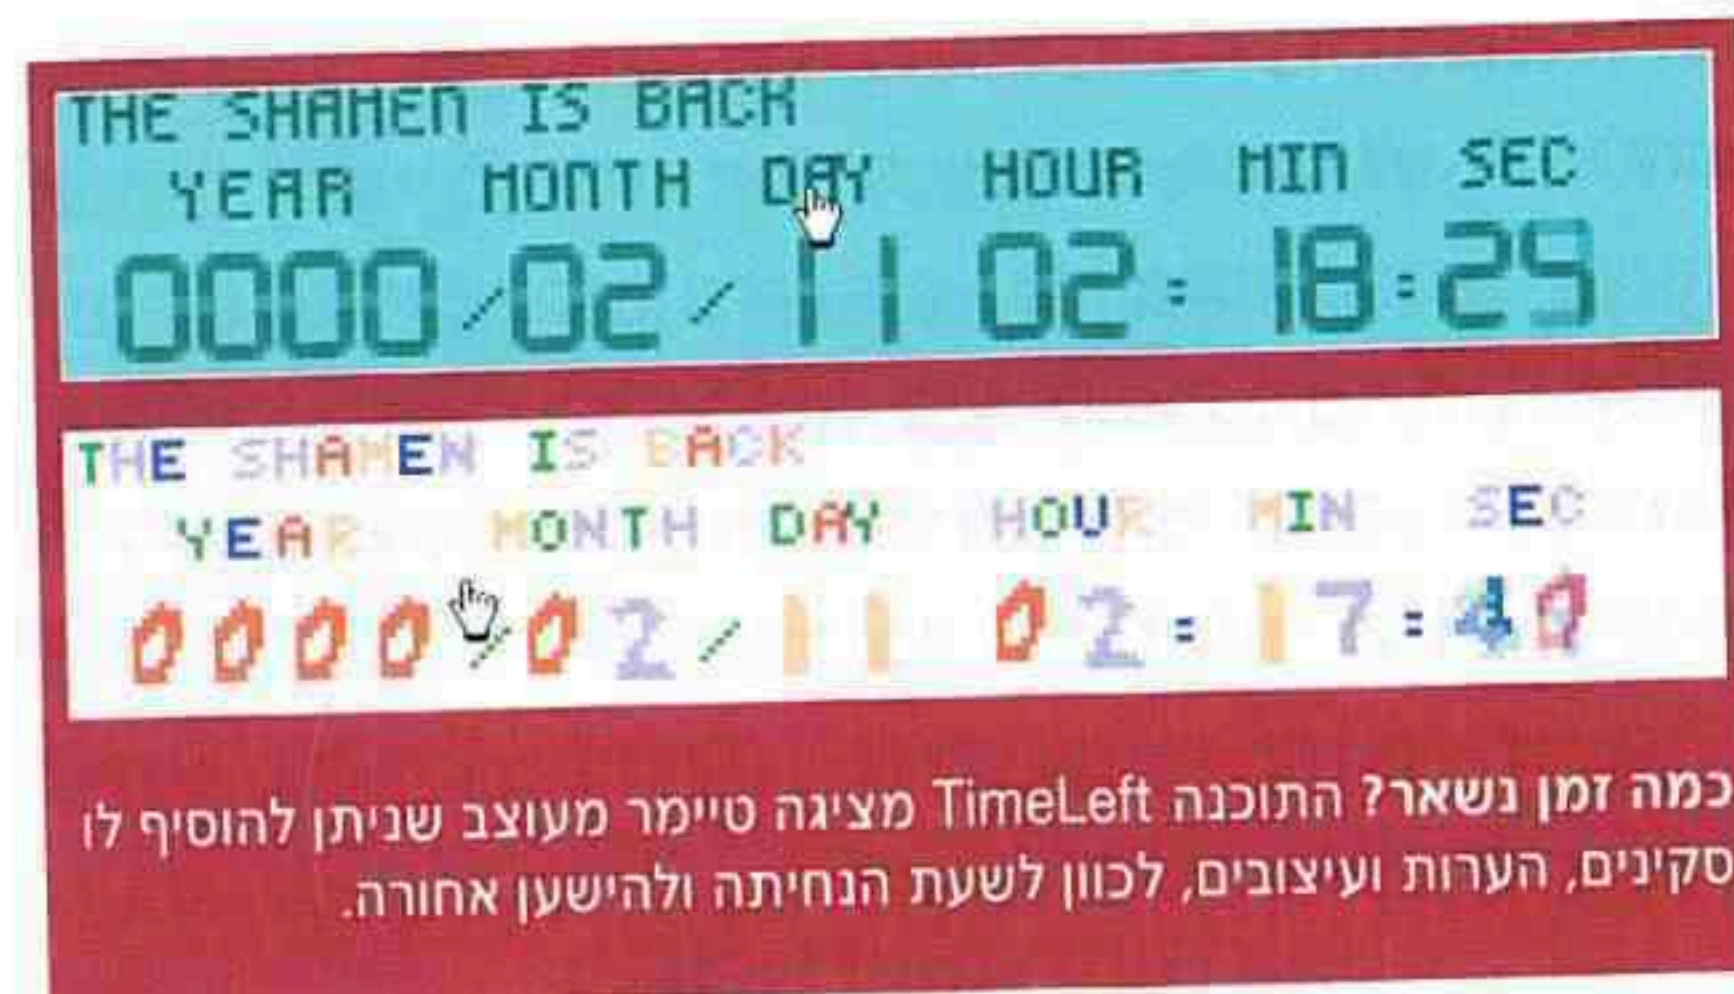 THE SHAMEN IS BACK
YEAR MONTH DAY HOUR MIN SEC
0000/02/11 02:18:29
THE SHAMEN IS BACK
YEAR MONTH DAY HOUR MIN SEC
0000/02/11 02:17:40
כמה זמן נשאר? התוכנה TimeLeft מציגה טיימר מעוצב שניתן להוסיף לו
סקינים, הערות ועיצובים, לכוון לשעת הנחיתה ולהישען אחורה.